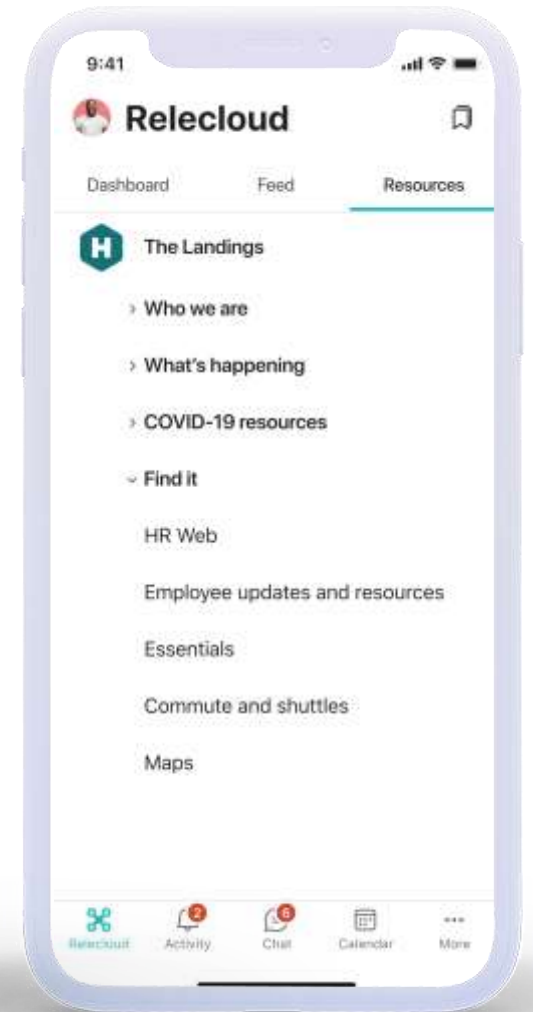 9:41
Relecloud
Dashboard Feed Resources
H The Landings
Who we are
What's happening
COVID-19 resources
Find it
HR Web
Employee updates and resources
Essentials
Commute and shuttles
Maps
2 6
Relecloud Activity Chat Calendar More